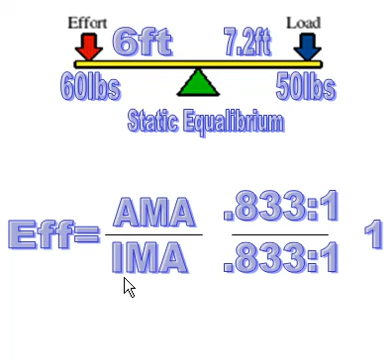 Effort Load
6ft 7.2ft
60lbs 50lbs
Static Equalibrium
AMA .833:1
Eff= 1
IMA .833:1